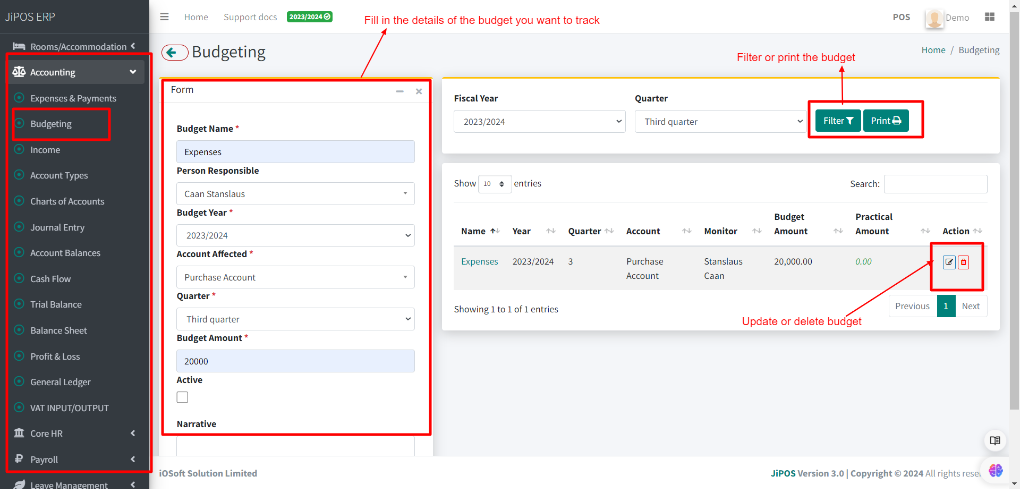 JiPOS ERP
Home
Support docs
2023/2024
Fill in the details of the budget you want to track
POS
Demo
Rooms/Accommodation
Accounting
Expenses & Payments
Budgeting
Income
Account Types
Charts of Accounts
Journal Entry
Account Balances
Cash Flow
Trial Balance
Balance Sheet
Profit & Loss
General Ledger
VAT INPUT/OUTPUT
Core HR
Payroll
Leave Management
Budgeting
Home / Budgeting
Filter or print the budget
Form
Budget Name *
Expenses
Person Responsible
Caan Stanslaus
Budget Year *
2023/2024
Account Affected *
Purchase Account
Quarter *
Third quarter
Budget Amount *
20000
Active
Narrative
Fiscal Year
2023/2024
Quarter
Third quarter
Filter
Print
Show 10 entries
Search:
Name Year Quarter Account Monitor Budget Amount Practical Amount Action
Expenses 2023/2024 3 Purchase Account Stanslaus Caan 20,000.00 0.00
Showing 1 to 1 of 1 entries
Previous 1 Next
Update or delete budget
iOSoft Solution Limited
JiPOS Version 3.0 | Copyright © 2024 All rights